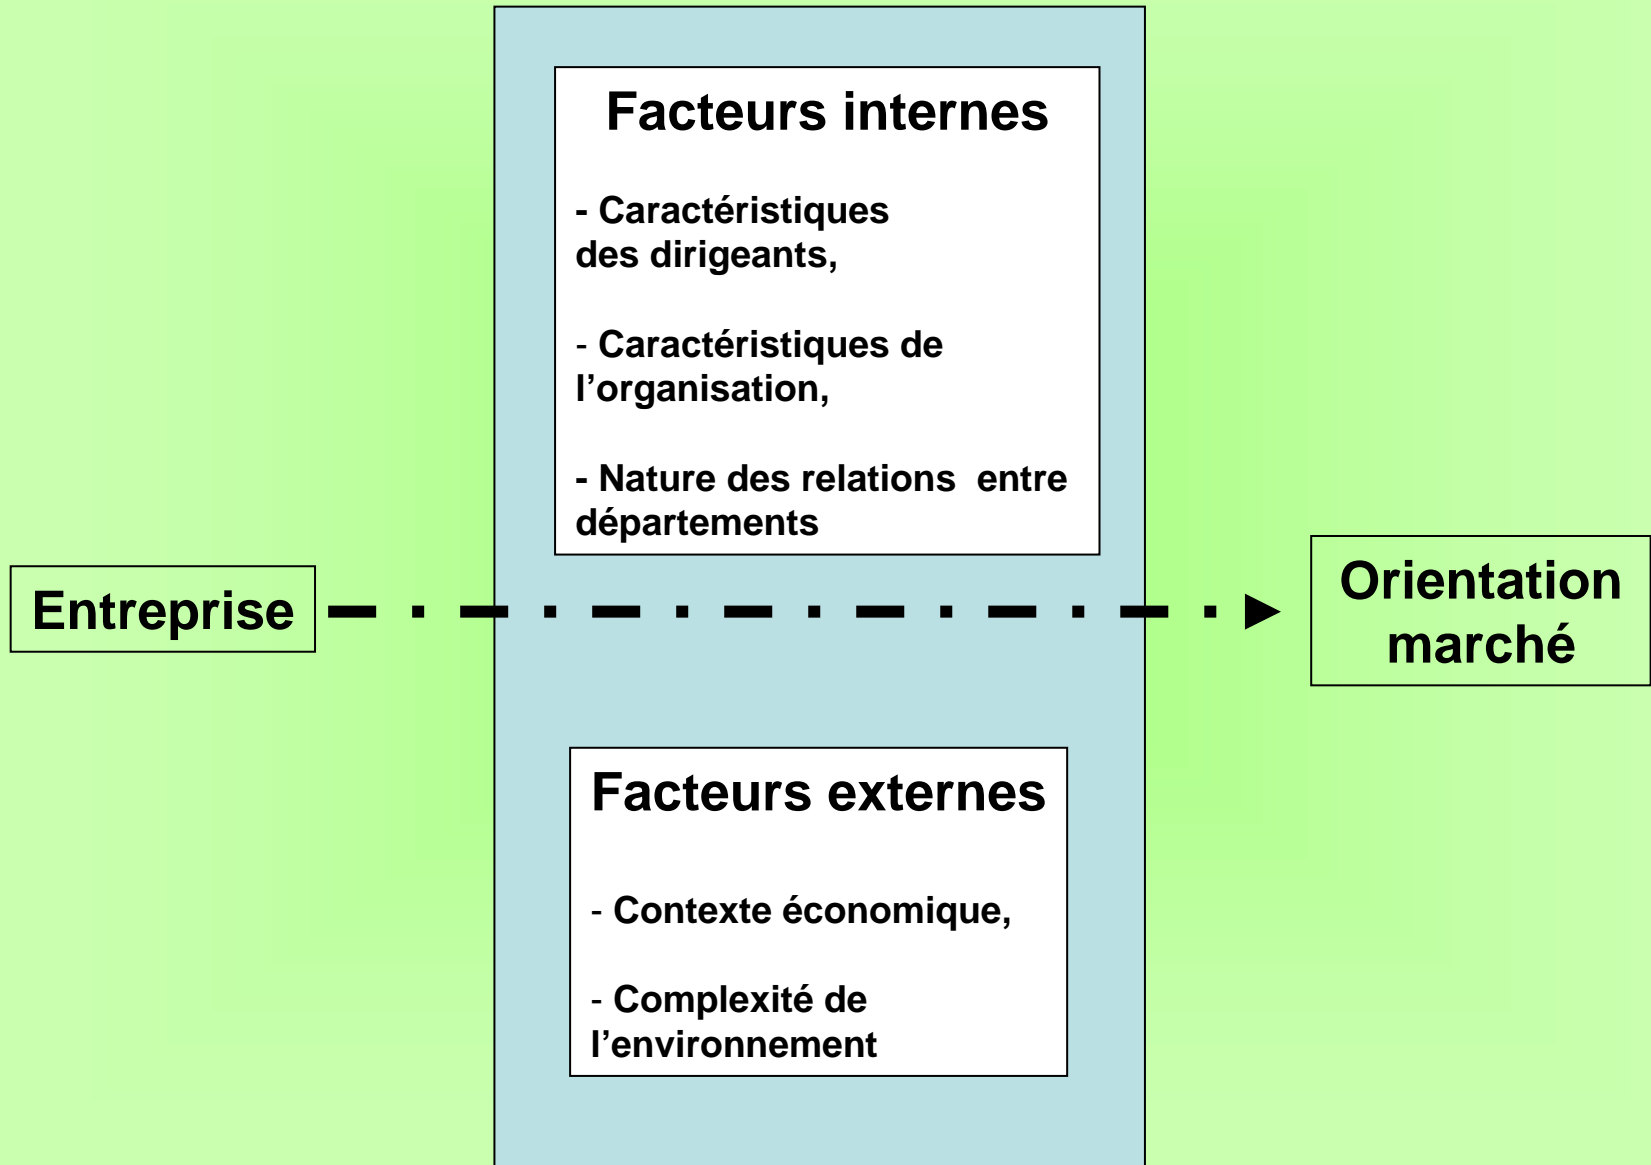 Facteurs internes
- Caractéristiques
des dirigeants,
- Caractéristiques de
l’organisation,
- Nature des relations  entre
départements
Entreprise
Orientation
marché
Facteurs externes
- Contexte économique,
- Complexité de
l’environnement